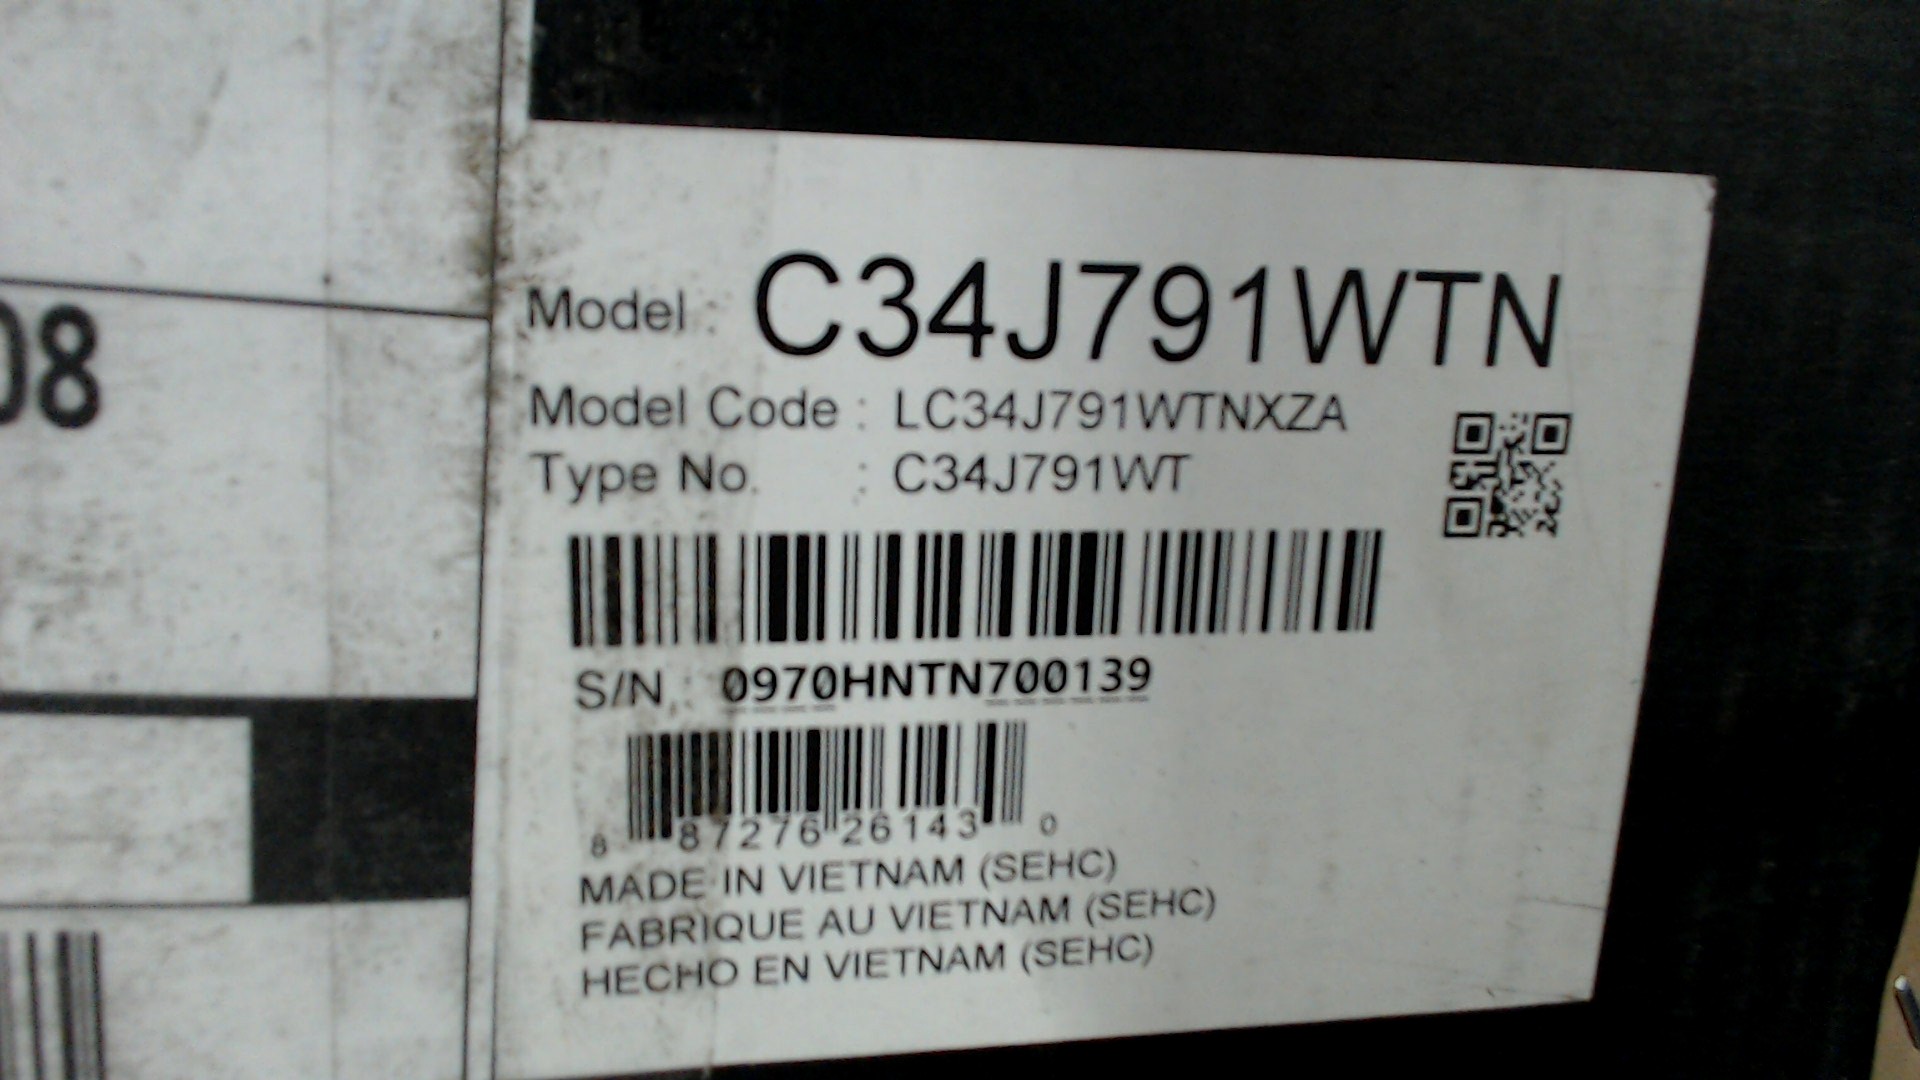 08
Model : C34J791WTN
Model Code : LC34J791WTNXZA
Type No. : C34J791WT
S/N : 0970HNTN700139
8 87276 26143 0
MADE IN VIETNAM (SEHC)
FABRIQUE AU VIETNAM (SEHC)
HECHO EN VIETNAM (SEHC)